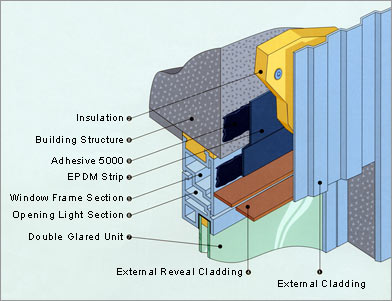 Insulation
Building Structure
Adhesive 5000
EPDM Strip
Window Frame Section
Opening Light Section
Double Glared Unit
External Reveal Cladding
External Cladding